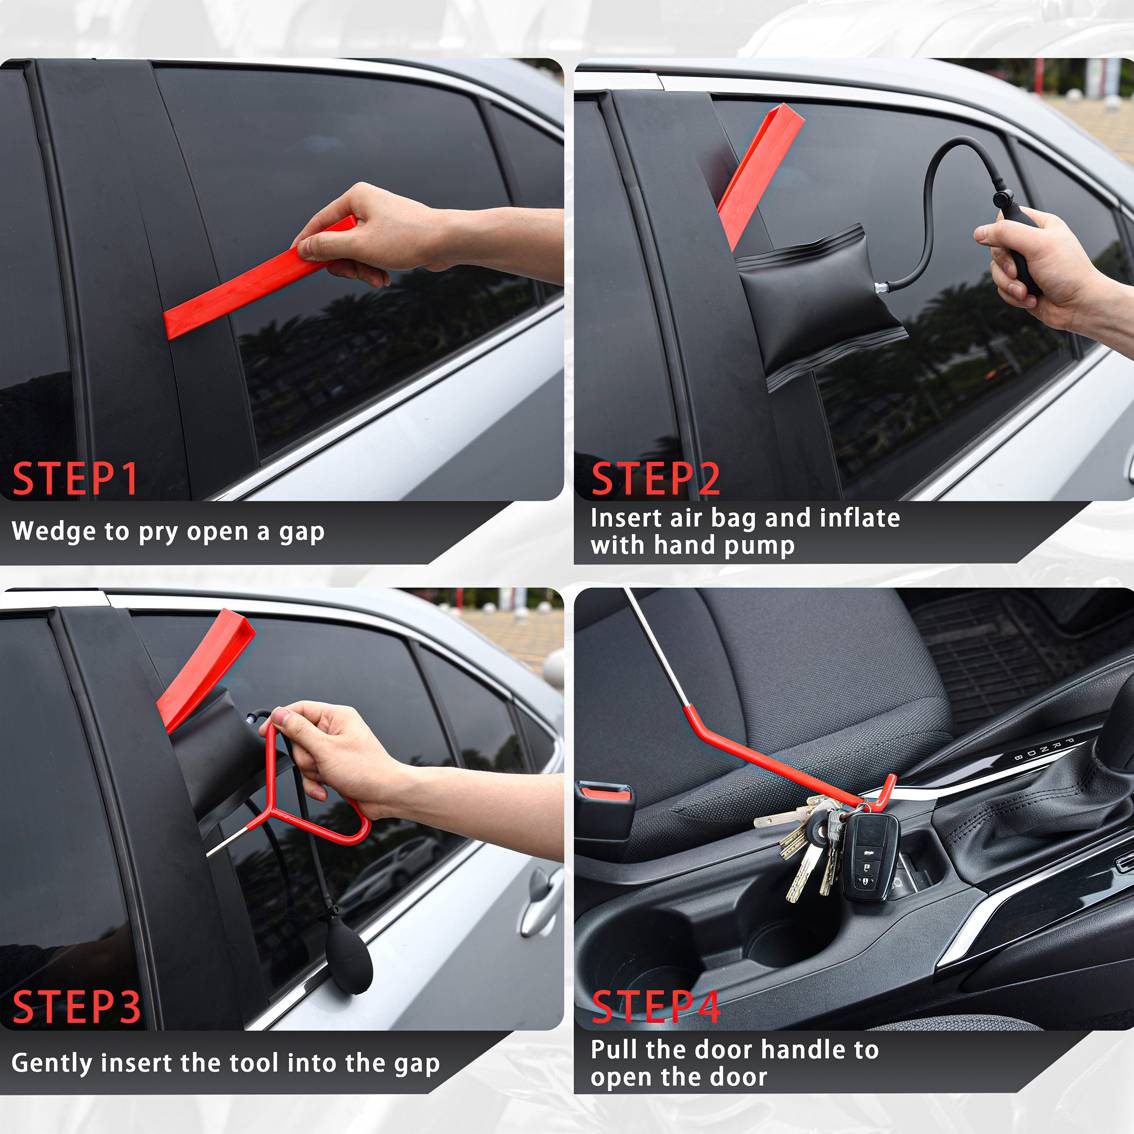 STEP1
Wedge to pry open a gap
STEP2
Insert air bag and inflate
with hand pump
STEP3
Gently insert the tool into the gap
P R N D B
STEP4
Pull the door handle to
open the door